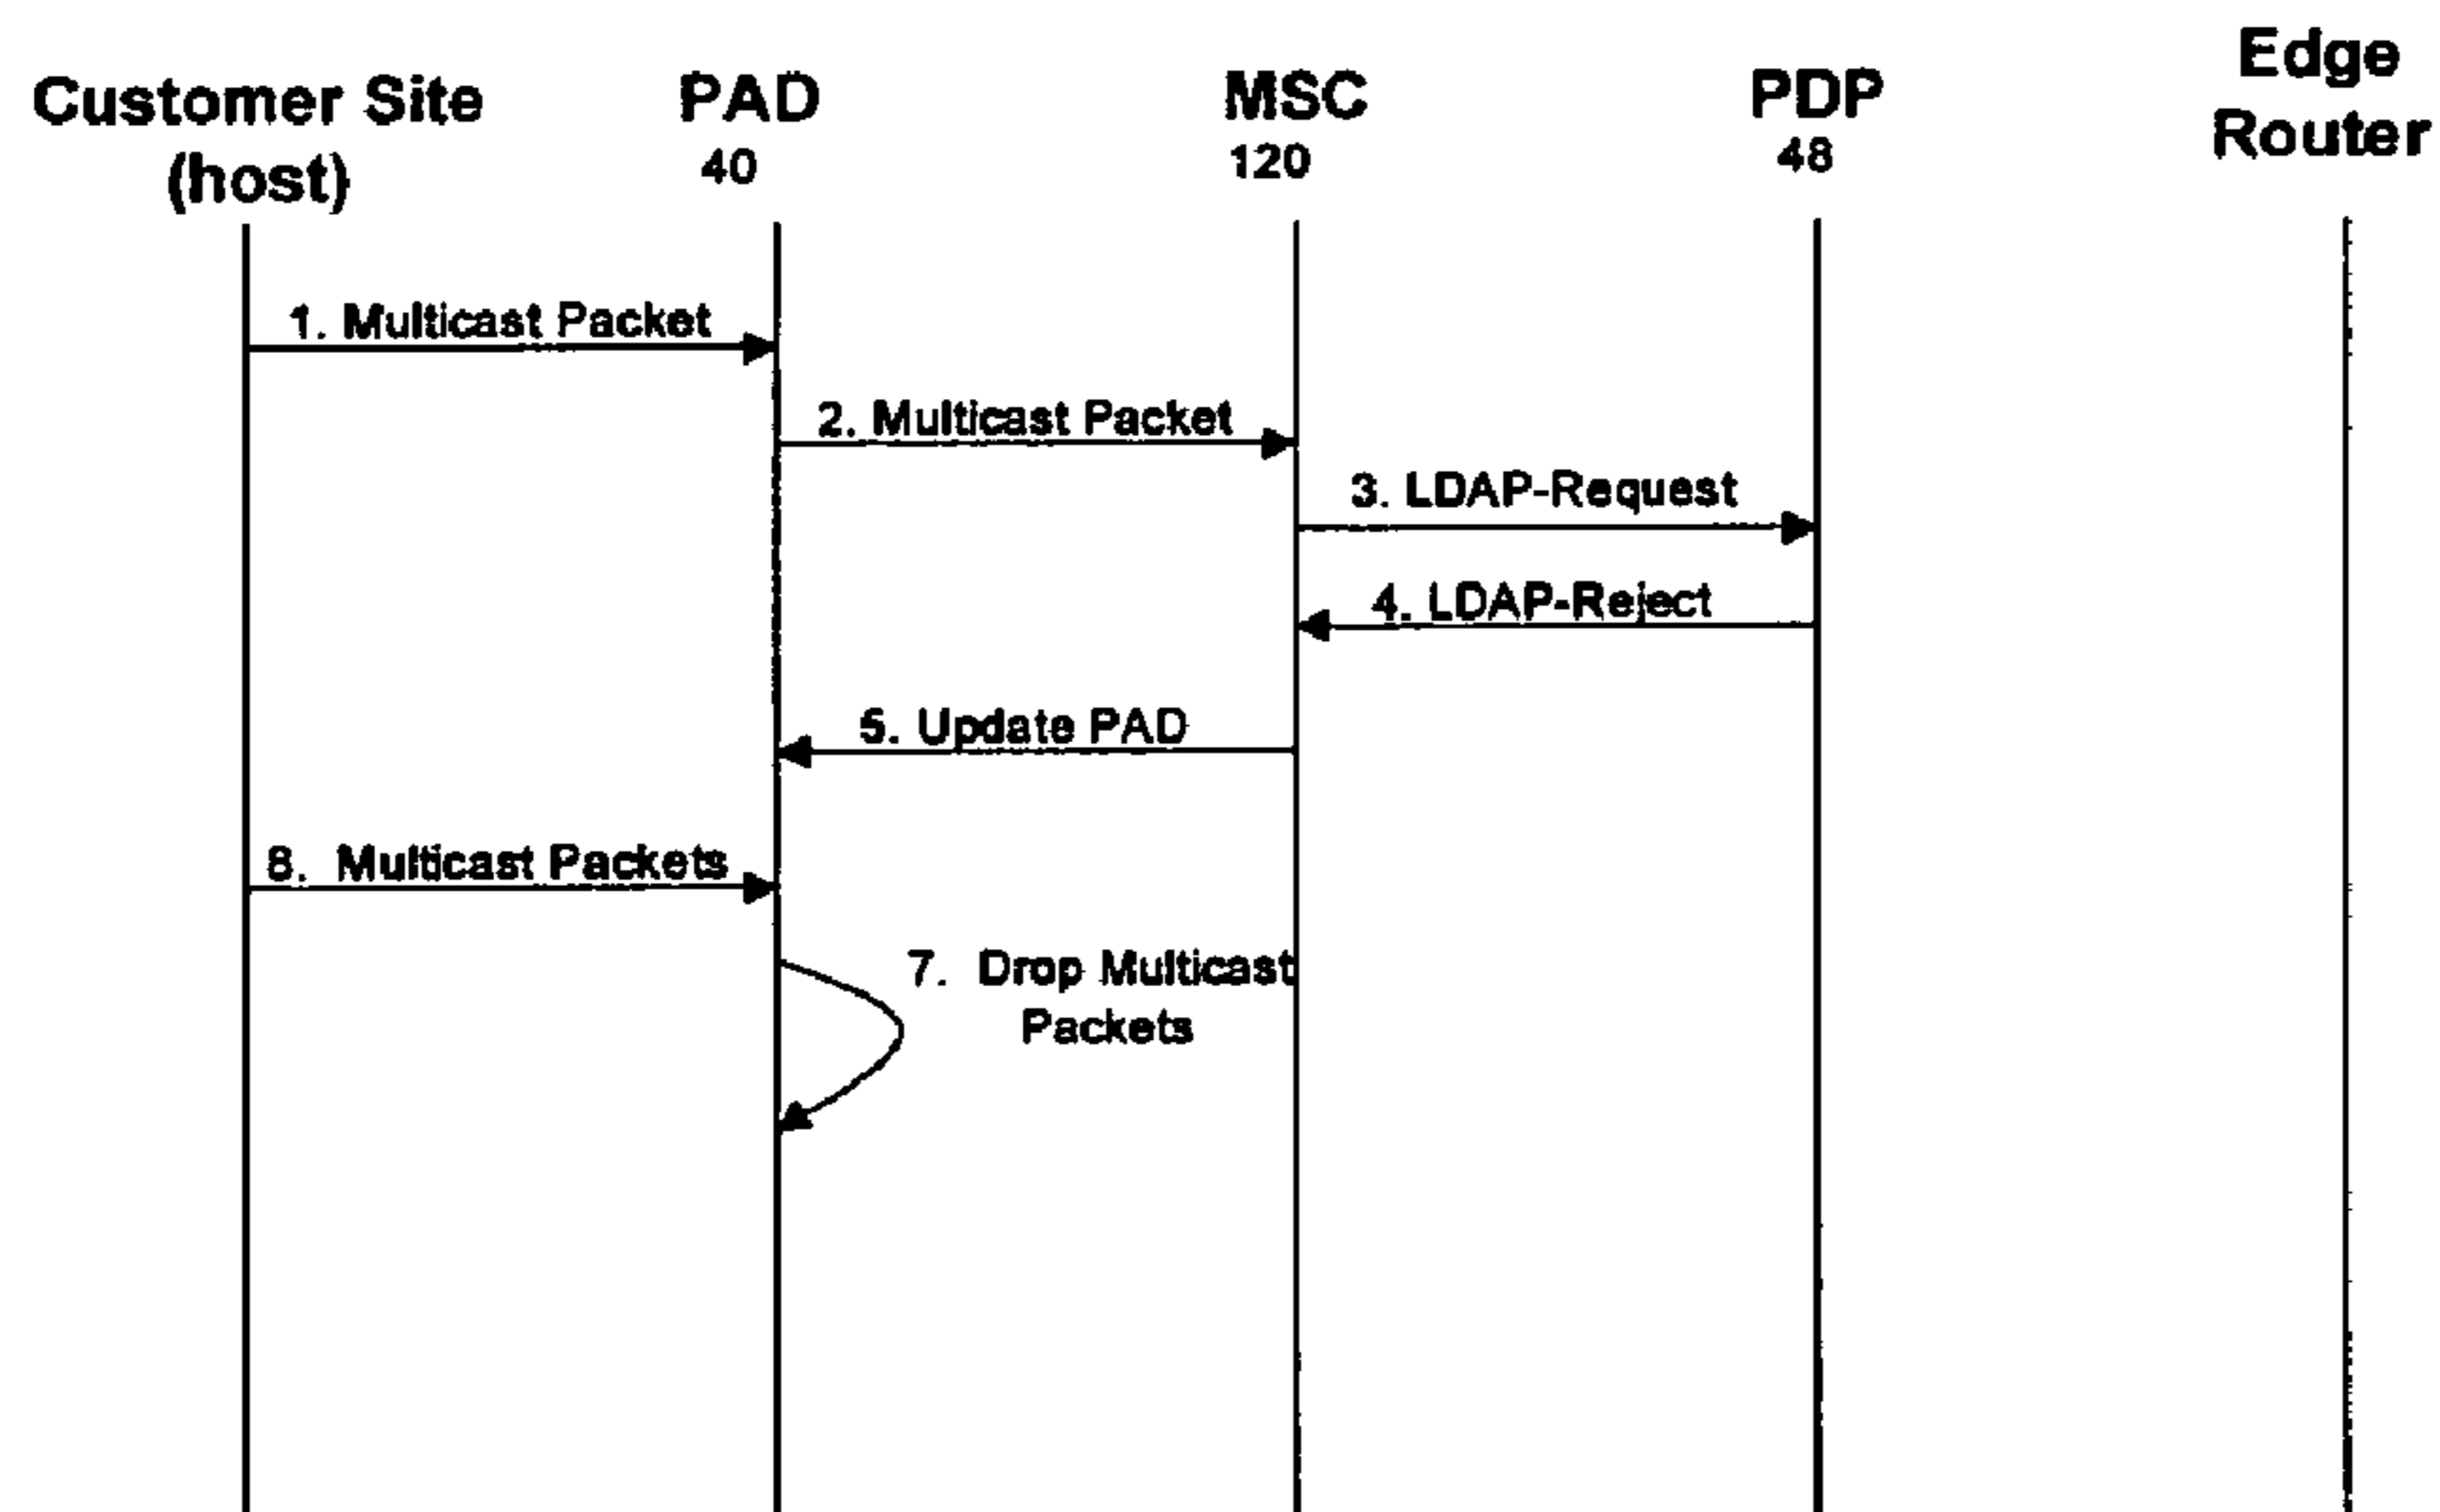 Customer Site
(host)
PAD
40
MSC
120
PDP
48
Edge
Router
1. Multicast Packet
2. Multicast Packet
3. LDAP-Request
4. LDAP-Reject
5. Update PAD
8. Multicast Packets
7. Drop Multicast
Packets